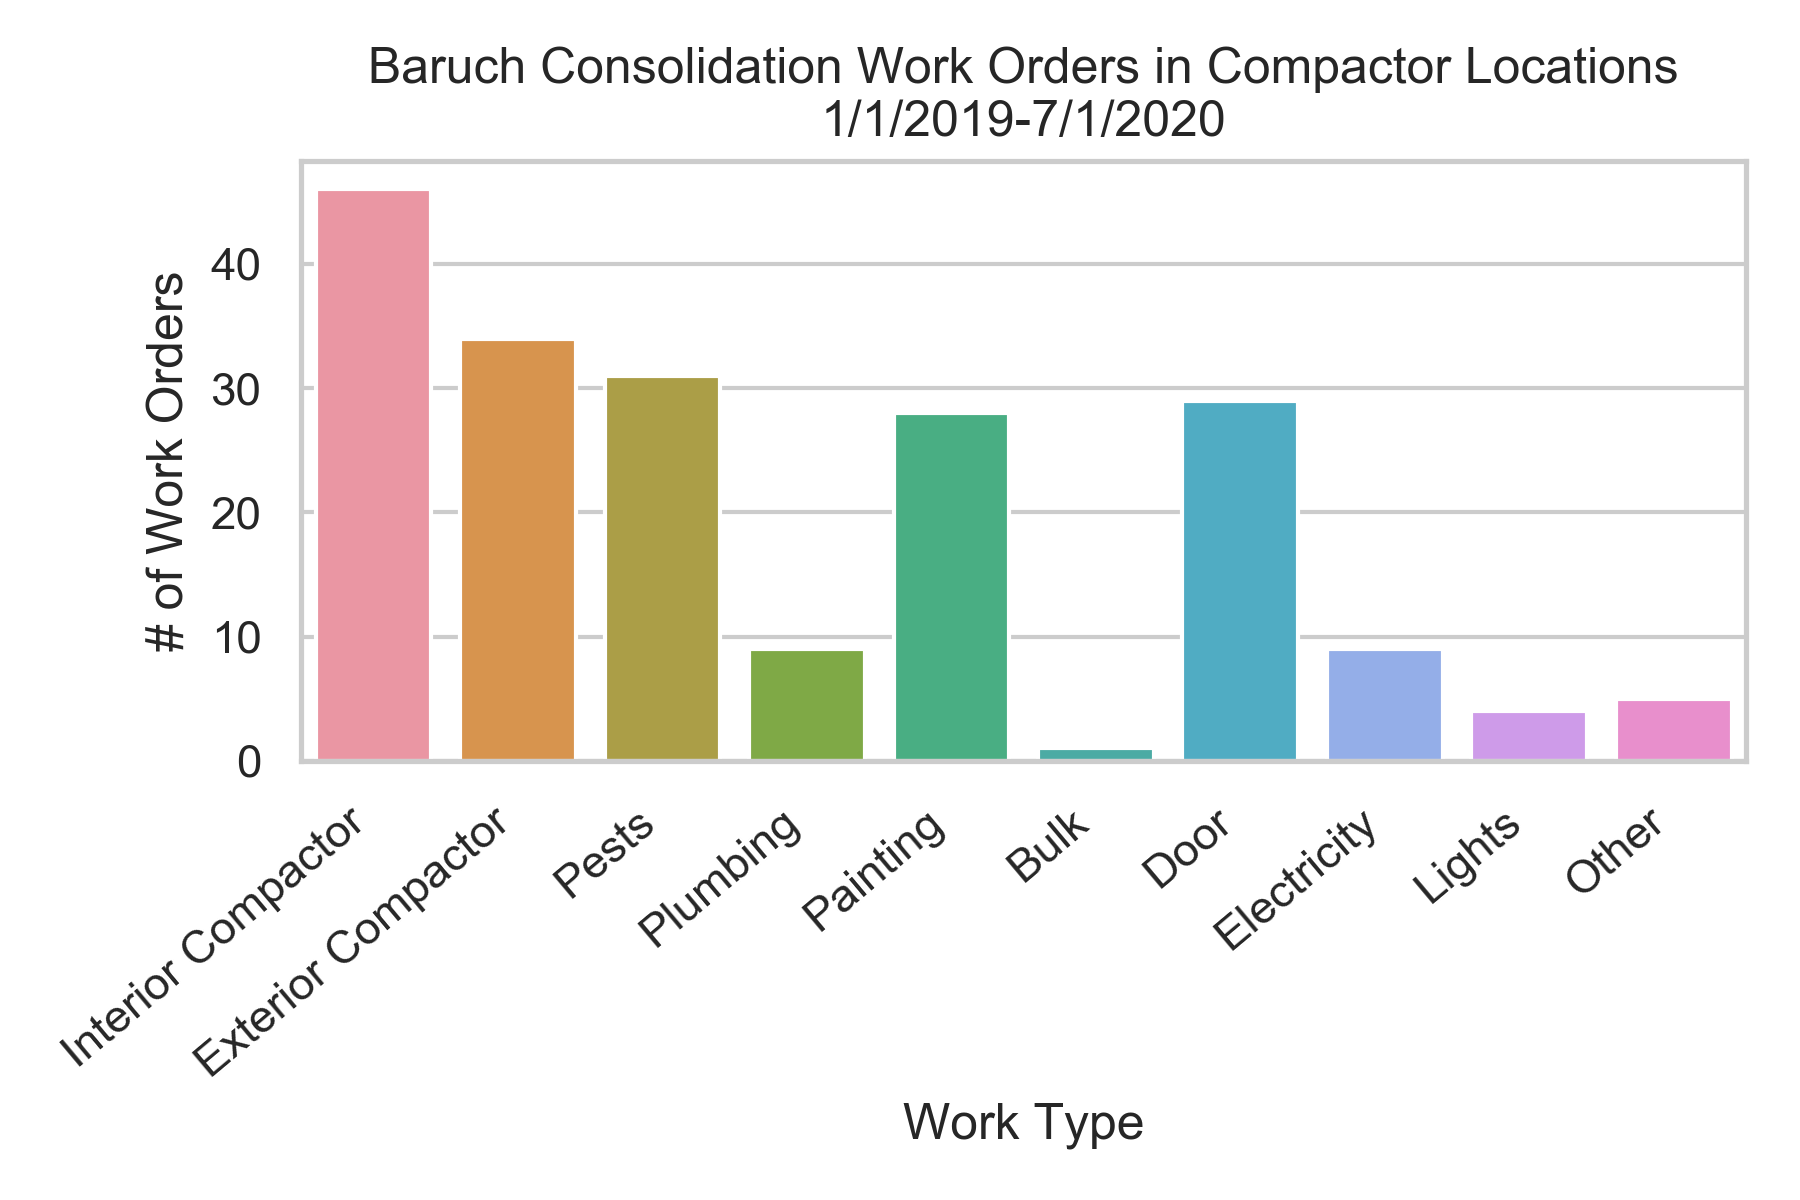 Baruch Consolidation Work Orders in Compactor Locations
1/1/2019-7/1/2020
# of Work Orders
40
30
20
10
0
Interior Compactor
Exterior Compactor
Pests
Plumbing
Painting
Bulk
Door
Electricity
Lights
Other
Work Type